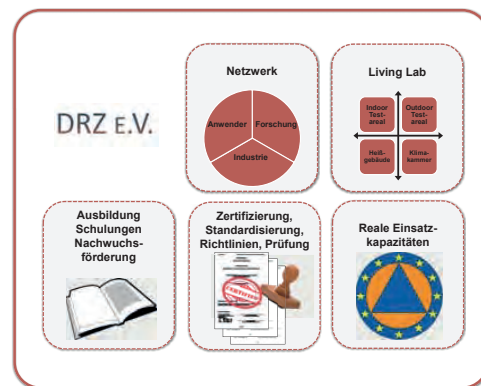 DRZ E.V.
Netzwerk
Anwender
Forschung
Industrie
Living Lab
Indoor
Test-
areal
Outdoor
Test-
areal
Heiß-
gebäude
Klima-
kammer
Ausbildung
Schulungen
Nachwuchs-
förderung
Zertifizierung,
Standardisierung,
Richtlinien, Prüfung
CERTIFIED
Reale Einsatz-
kapazitäten